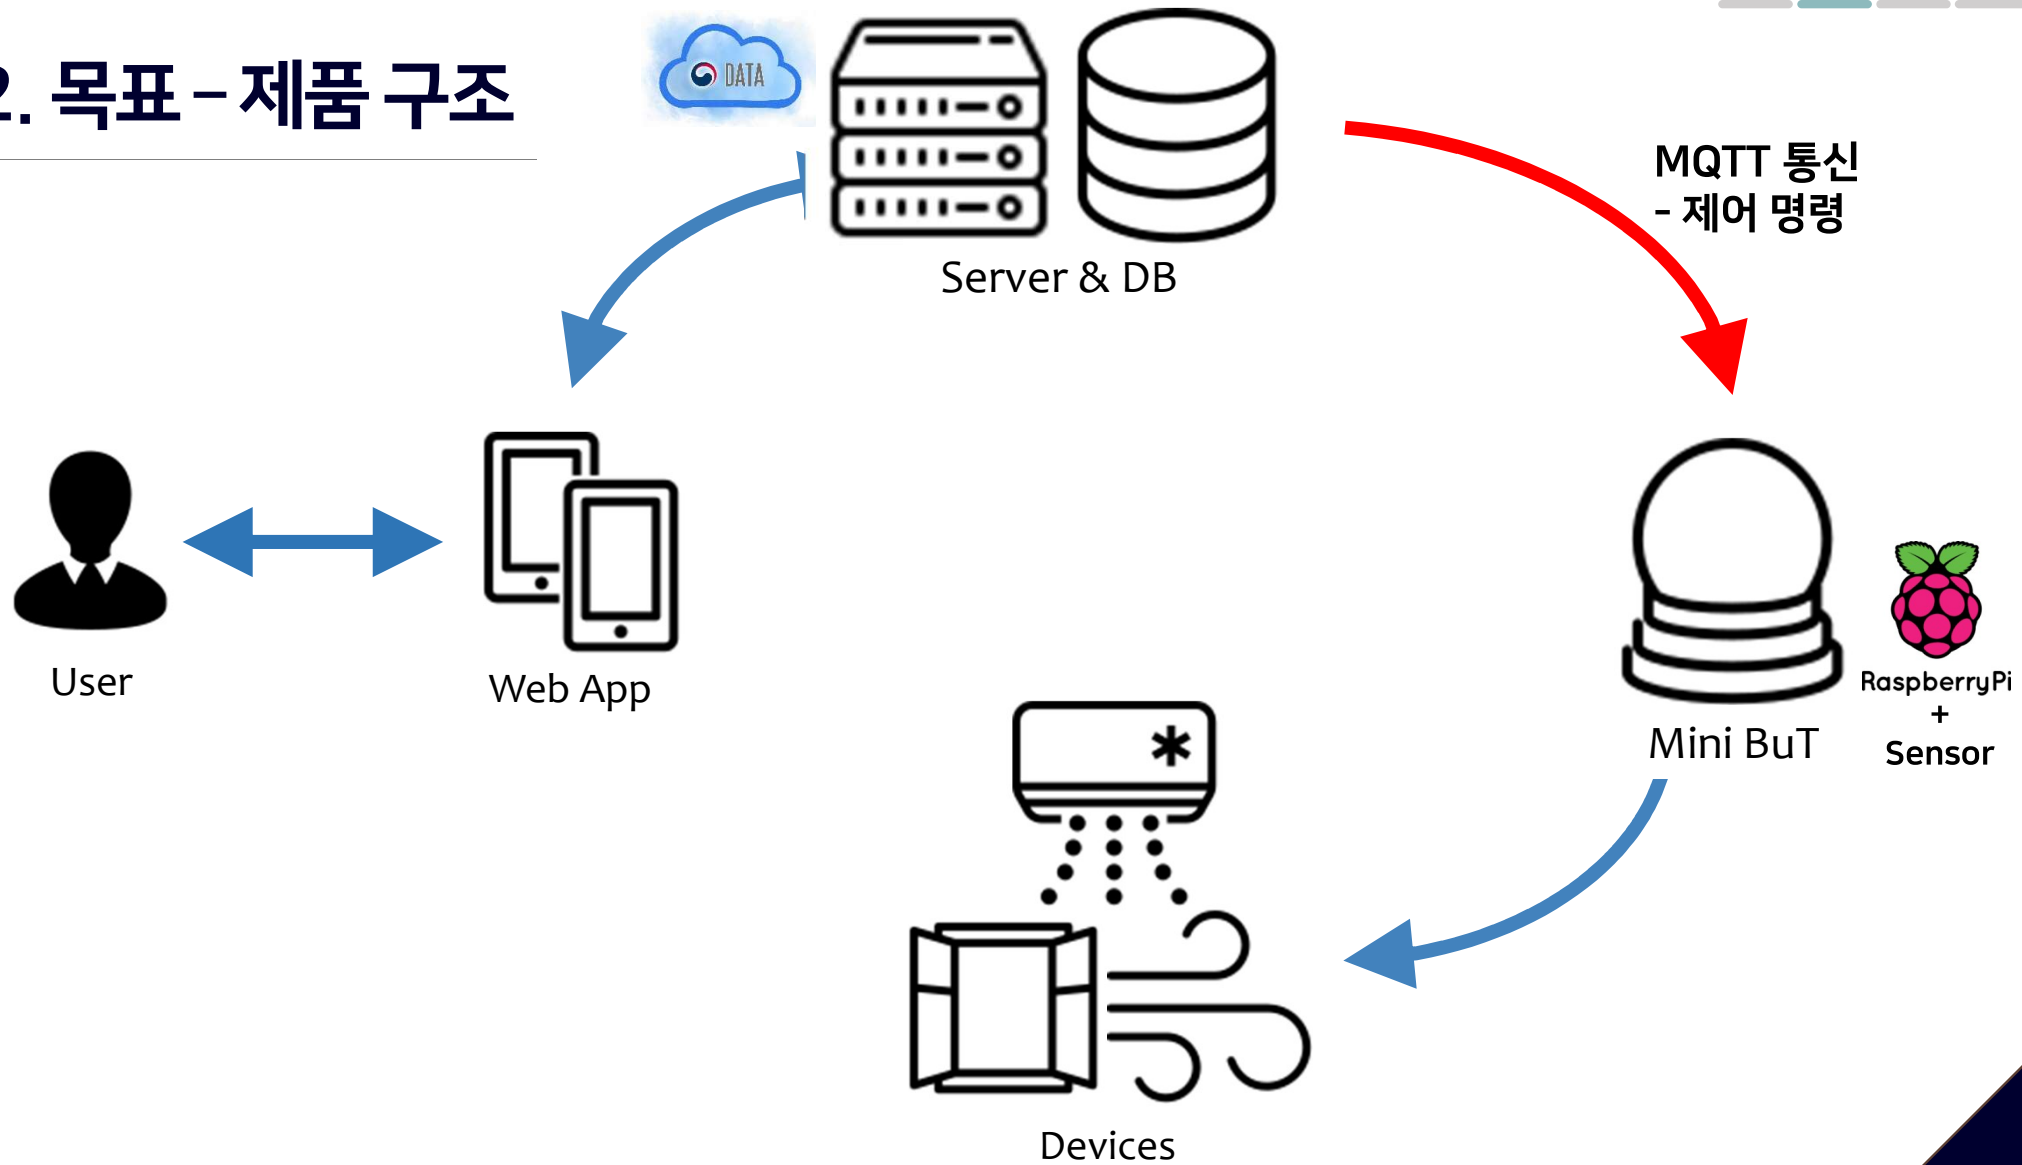 2. 목표 – 제품 구조
DATA
Server & DB
MQTT 통신
- 제어 명령
User
Web App
Mini BuT
RaspberryPi
+
Sensor
Devices